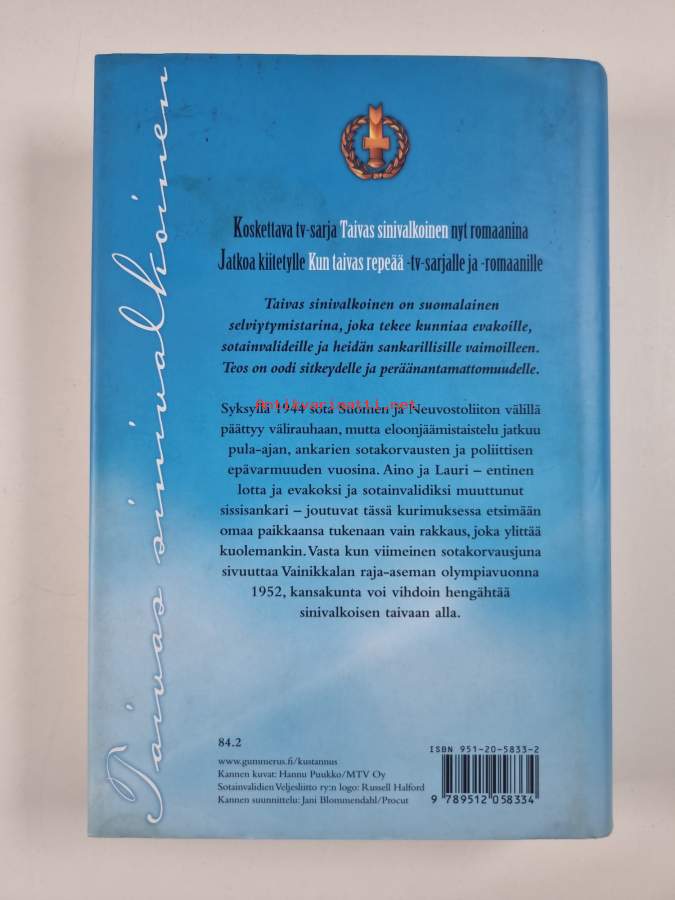 Taivas sinivalkoinen
Koskettava tv-sarja Taivas sinivalkoinen nyt romaanina
Jatkoa kiitetylle Kun taivas repeää -tv-sarjalle ja -romaanille
Taivas sinivalkoinen on suomalainen
selviytymistarina, joka tekee kunniaa evakoille,
sotainvalideille ja heidän sankarillisille vaimoilleen.
Teos on oodi sitkeydelle ja peräänantamattomuudelle.
antikvariaatti.net
Syksyllä 1944 sota Suomen ja Neuvostoliiton välillä
päättyy välirauhaan, mutta eloonjäämistaistelu jatkuu
pula-ajan, ankarien sotakorvausten ja poliittisen
epävarmuuden vuosina. Aino ja Lauri – entinen
lotta ja evakoksi ja sotainvalidiksi muuttunut
sissisankari – joutuvat tässä kurimuksessa etsimään
omaa paikkaansa tukenaan vain rakkaus, joka ylittää
kuolemankin. Vasta kun viimeinen sotakorvausjuna
sivuuttaa Vainikkalan raja-aseman olympiavuonna
1952, kansakunta voi vihdoin hengähtää
sinivalkoisen taivaan alla.
84.2
www.gummerus.fi/kustannus
Kannen kuvat: Hannu Puukko/MTV Oy
Sotainvalidien Veljesliitto ry:n logo: Russell Halford
Kannen suunnittelu: Jani Blommendahl/Procut
ISBN 951-20-5833-2
9 789512 058334